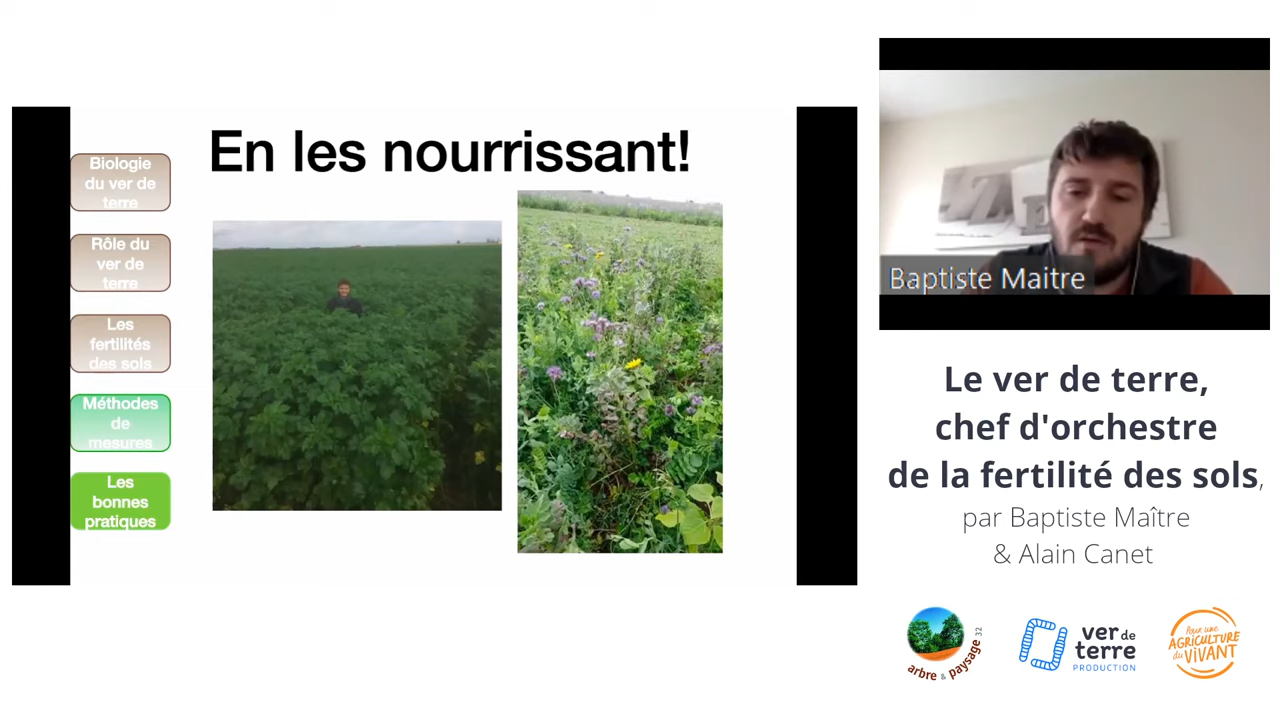 En les nourrissant!
Biologie
du ver de
terre
Rôle du
ver de
terre
Les
fertilités
des sols
Méthodes
de
mesures
Les
bonnes
pratiques
Baptiste Maitre
Le ver de terre,
chef d'orchestre
de la fertilité des sols,
par Baptiste Maître
& Alain Canet
arbre & paysage 32
ver de
terre
PRODUCTION
Pour une
AGRICULTURE
du ViVANT